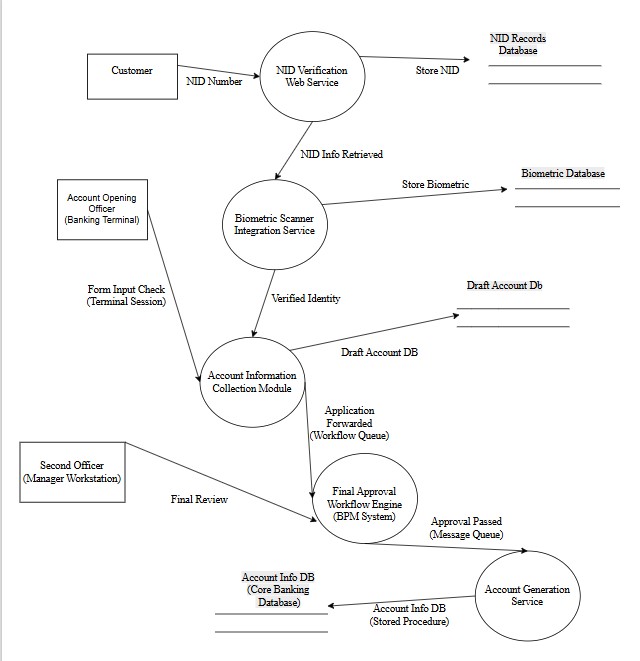 NID Records
Database
Customer
NID Verification
Web Service
NID Number
Store NID
NID Info Retrieved
Biometric Database
Store Biometric
Account Opening
Officer
(Banking Terminal)
Biometric Scanner
Integration Service
Form Input Check
(Terminal Session)
Verified Identity
Draft Account Db
Draft Account DB
Account Information
Collection Module
Application
Forwarded
(Workflow Queue)
Second Officer
(Manager Workstation)
Final Review
Final Approval
Workflow Engine
(BPM System)
Approval Passed
(Message Queue)
Account Info DB
(Core Banking
Database)
Account Info DB
(Stored Procedure)
Account Generation
Service